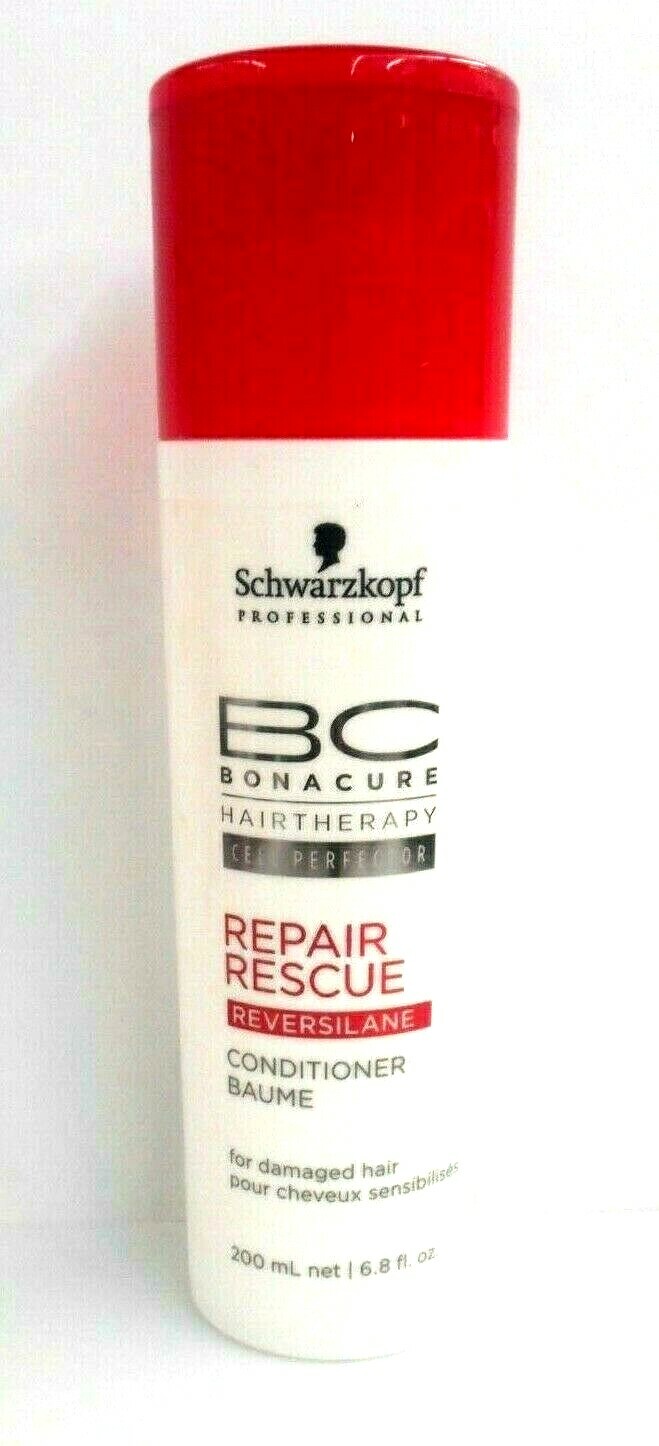 Schwarzkopf
PROFESSIONAL
BC
BONACURE
HAIRTHERAPY
CELL PERFECTOR
REPAIR
RESCUE
REVERSILANE
CONDITIONER
BAUME
for damaged hair
pour cheveux sensibilisés
200 mL net | 6.8 fl. oz